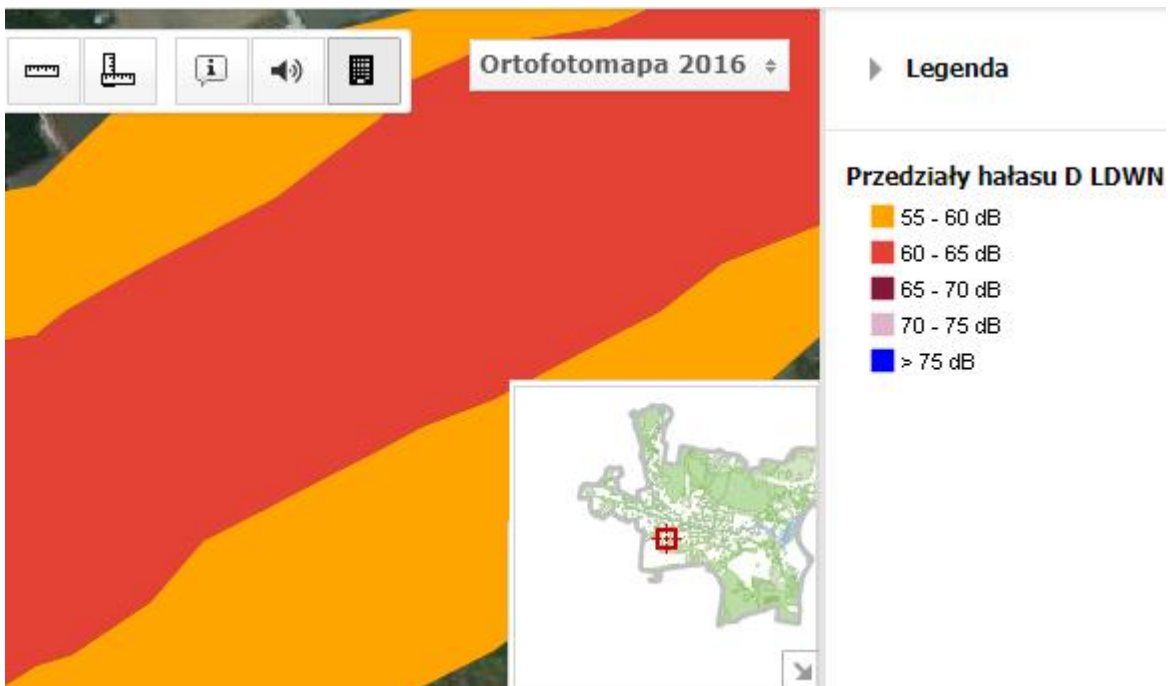 Ortofotomapa 2016
Legenda
Przedziały hałasu D LDWN
55 - 60 dB
60 - 65 dB
65 - 70 dB
70 - 75 dB
> 75 dB